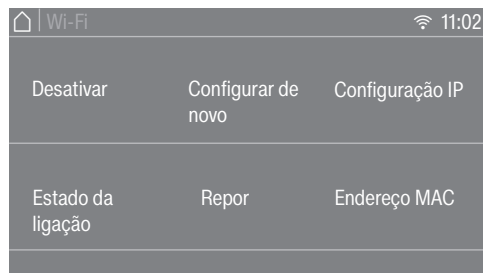 Wi-Fi 11:02
Desativar Configurar de novo Configuração IP
Estado da ligação Repor Endereço MAC